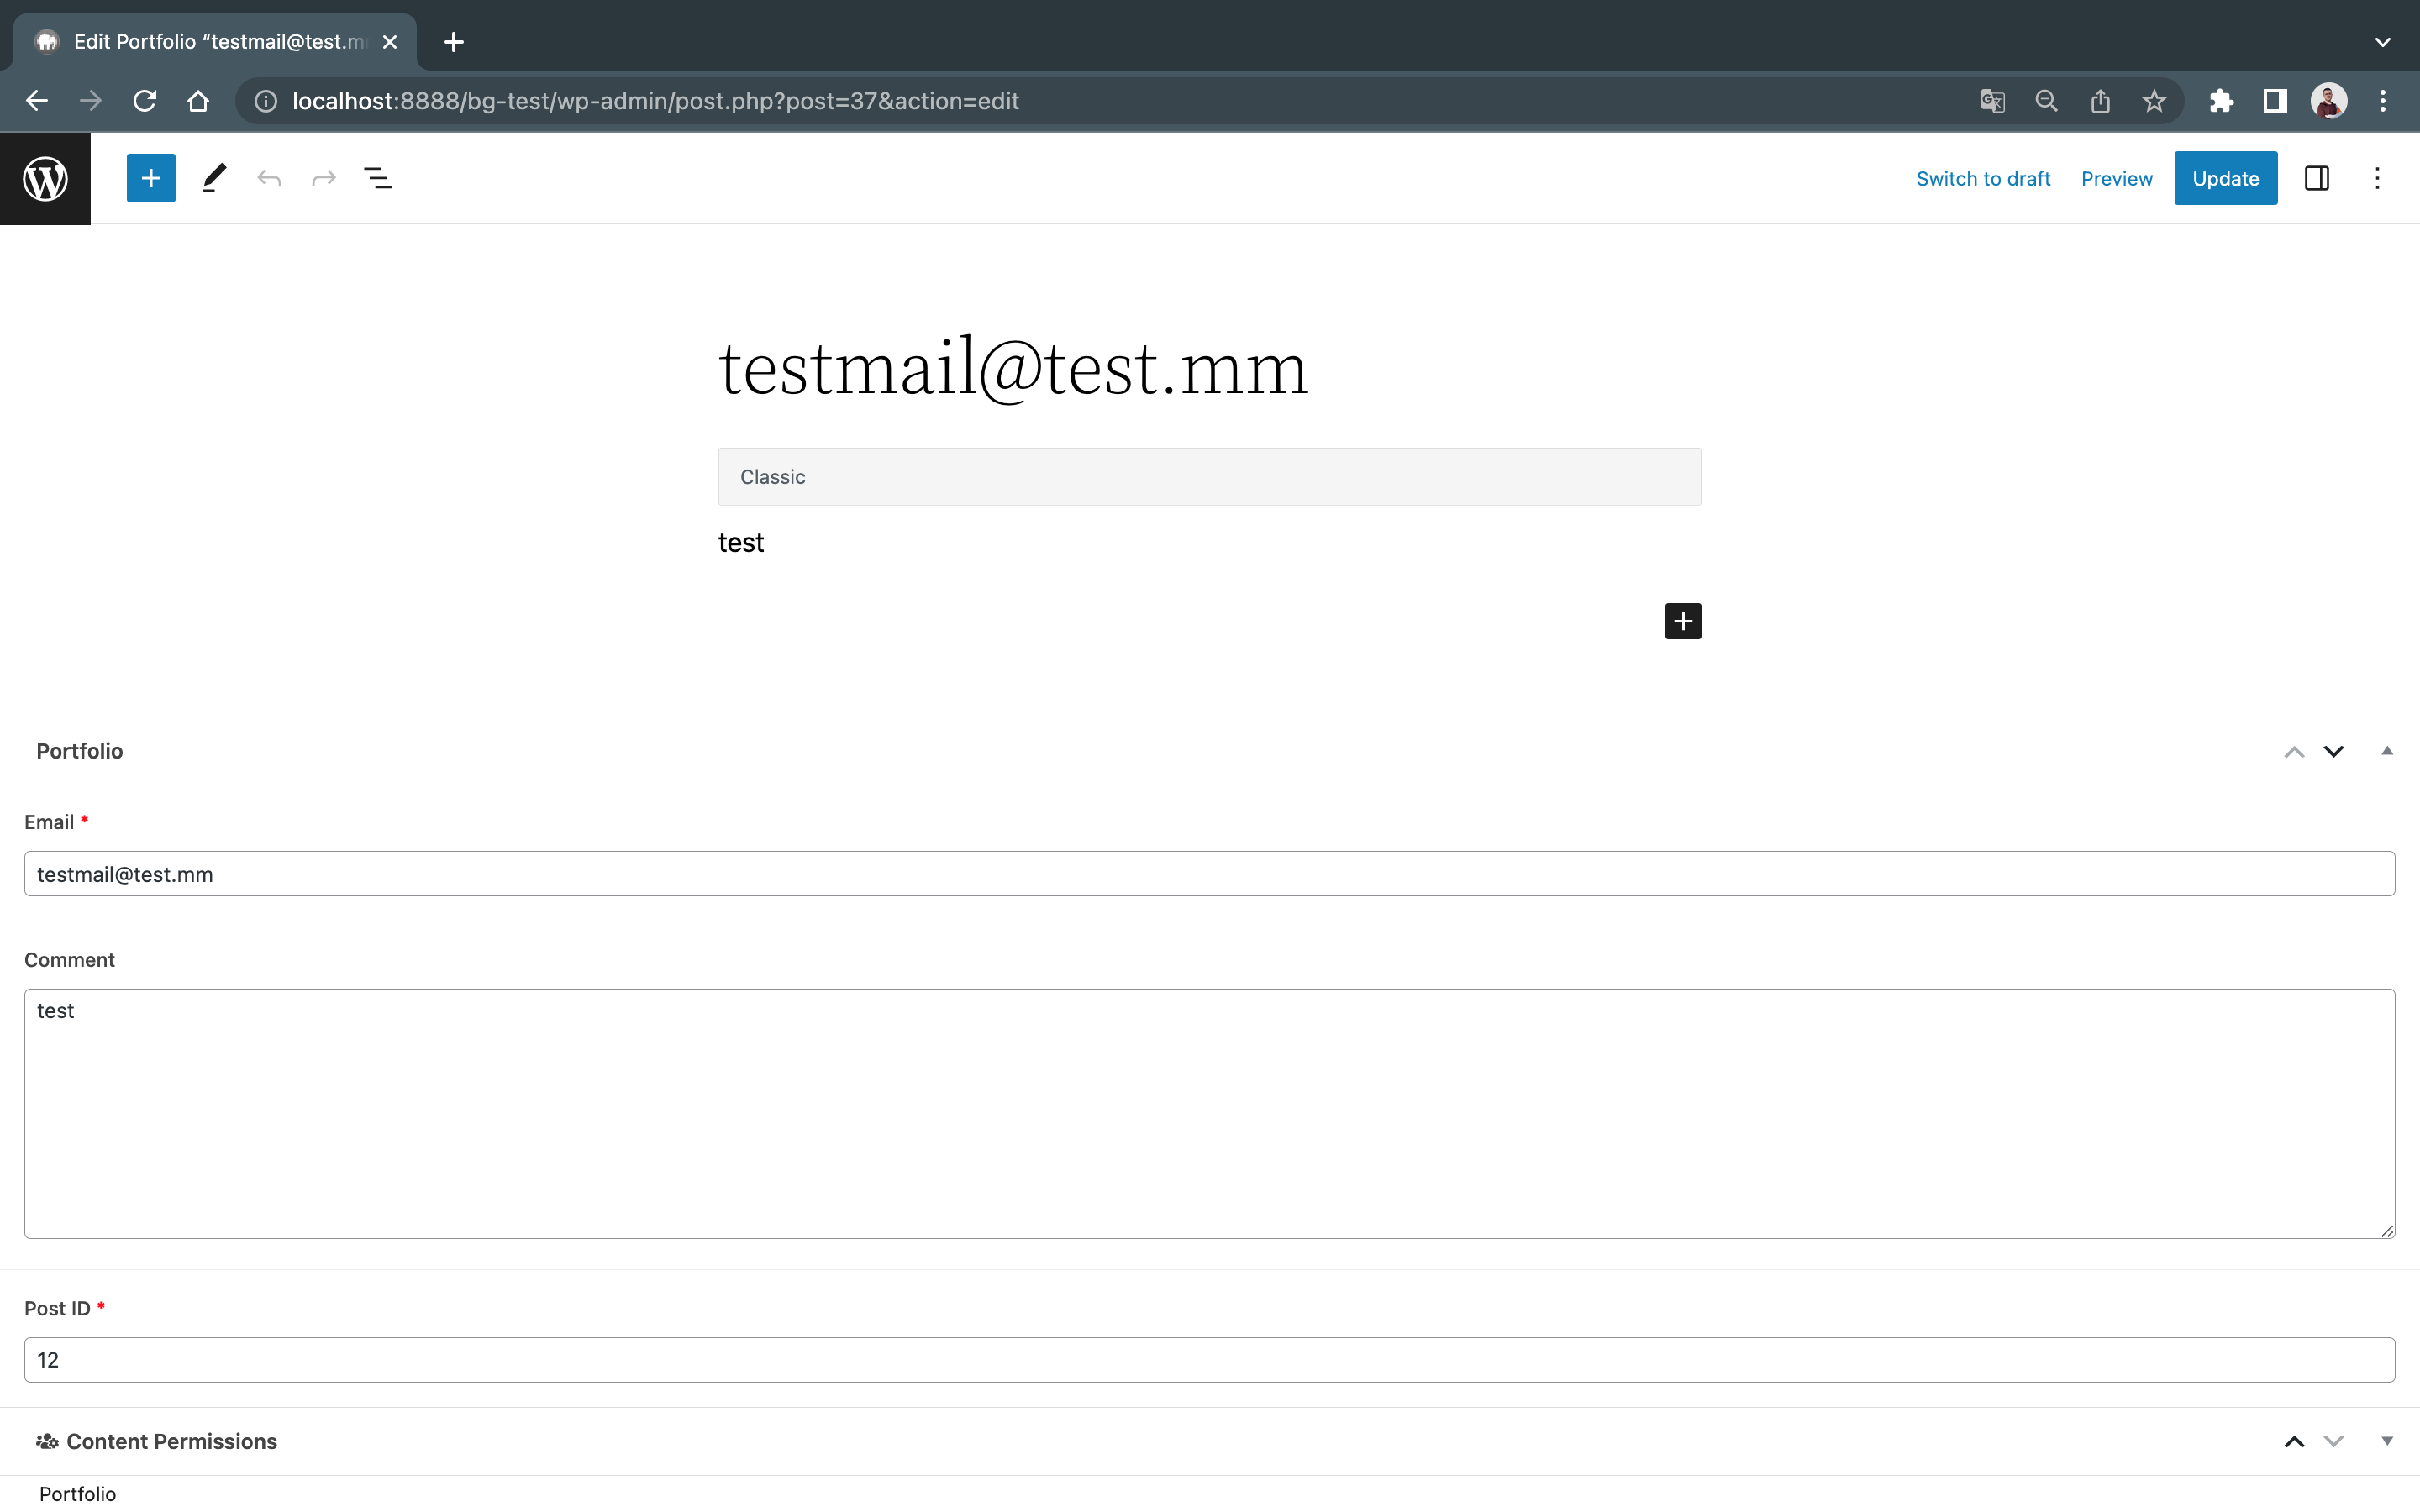 Edit Portfolio “testmail@test.m
localhost:8888/bg-test/wp-admin/post.php?post=37&action=edit
Switch to draft Preview Update
testmail@test.mm
Classic
test
Portfolio
Email *
testmail@test.mm
Comment
test
Post ID *
12
Content Permissions
Portfolio